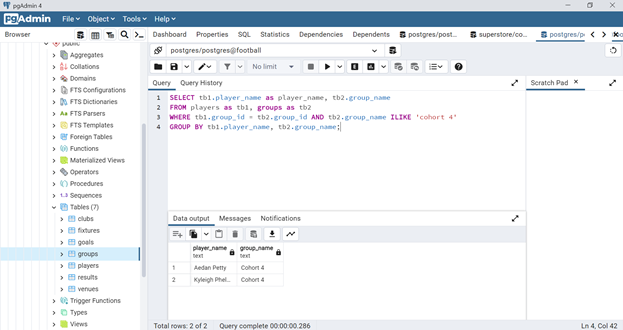 pgAdmin 4
pgAdmin File Object Tools Help
Browser Dashboard Properties SQL Statistics Dependencies Dependents postgres/post... superstore/co... postgres/po
public
Aggregates
Collations
Domains
FTS Configurations
FTS Dictionaries
Parsers
FTS Templates
Foreign Tables
Functions
Materialized Views
Operators
Procedures
1..3 Sequences
Tables (7)
clubs
fixtures
goals
groups
players
results
venues
Trigger Functions
Types
Views
postgres/postgres@football
No limit
Query Query History
Scratch Pad
1 SELECT tb1.player_name as player_name, tb2.group_name
2 FROM players as tb1, groups as tb2
3 WHERE tb1.group_id = tb2.group_id AND tb2.group_name ILIKE 'cohort 4'
4 GROUP BY tb1.player_name, tb2.group_name;
Data output Messages Notifications
player_name group_name
text text
1 Aedan Petty Cohort 4
2 Kyleigh Phel... Cohort 4
Total rows: 2 of 2 Query complete 00:00:00.286 Ln 4, Col 42